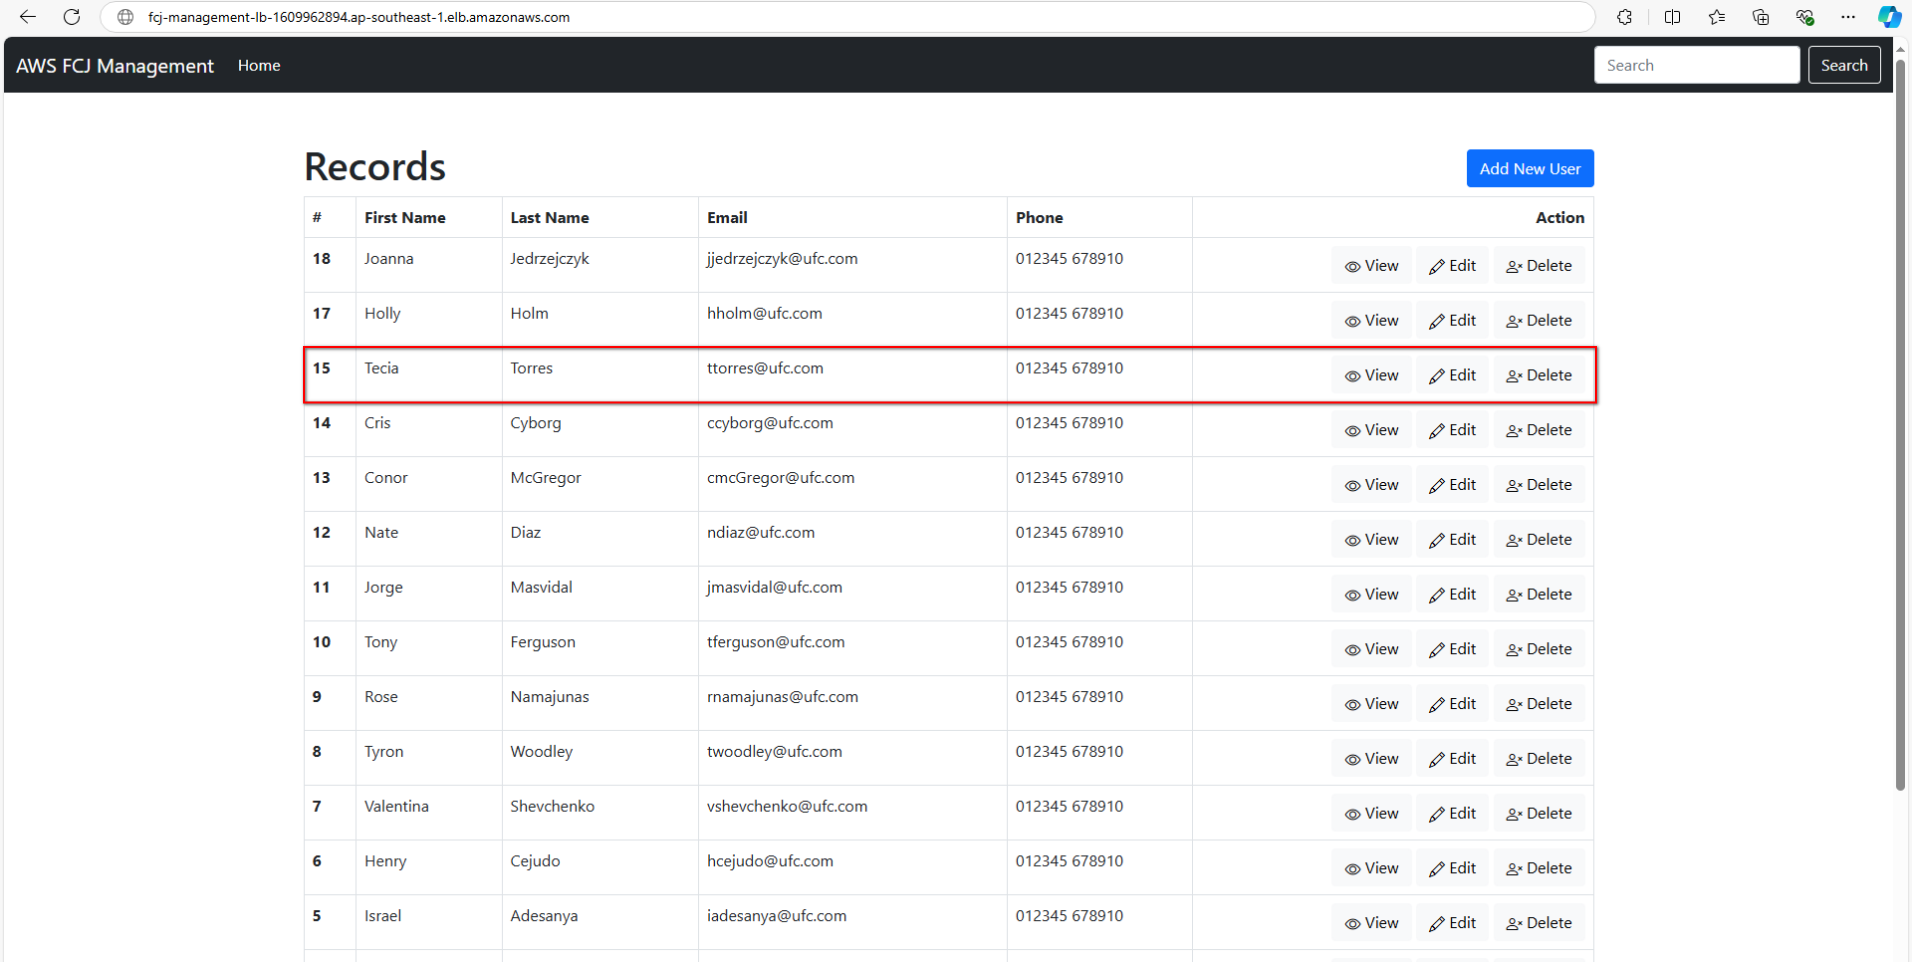 fcj-management-lb-1609962894.ap-southeast-1.elb.amazonaws.com
AWS FCJ Management Home Search Search
Records Add New User
# First Name Last Name Email Phone Action
18 Joanna Jedrzejczyk jjedrzejczyk@ufc.com 012345 678910 View Edit Delete
17 Holly Holm hholm@ufc.com 012345 678910 View Edit Delete
15 Tecia Torres ttorres@ufc.com 012345 678910 View Edit Delete
14 Cris Cyborg ccyborg@ufc.com 012345 678910 View Edit Delete
13 Conor McGregor cmcGregor@ufc.com 012345 678910 View Edit Delete
12 Nate Diaz ndiaz@ufc.com 012345 678910 View Edit Delete
11 Jorge Masvidal jmasvidal@ufc.com 012345 678910 View Edit Delete
10 Tony Ferguson tferguson@ufc.com 012345 678910 View Edit Delete
9 Rose Namajunas rnamajunas@ufc.com 012345 678910 View Edit Delete
8 Tyron Woodley twoodley@ufc.com 012345 678910 View Edit Delete
7 Valentina Shevchenko vshevchenko@ufc.com 012345 678910 View Edit Delete
6 Henry Cejudo hcejudo@ufc.com 012345 678910 View Edit Delete
5 Israel Adesanya iadesanya@ufc.com 012345 678910 View Edit Delete